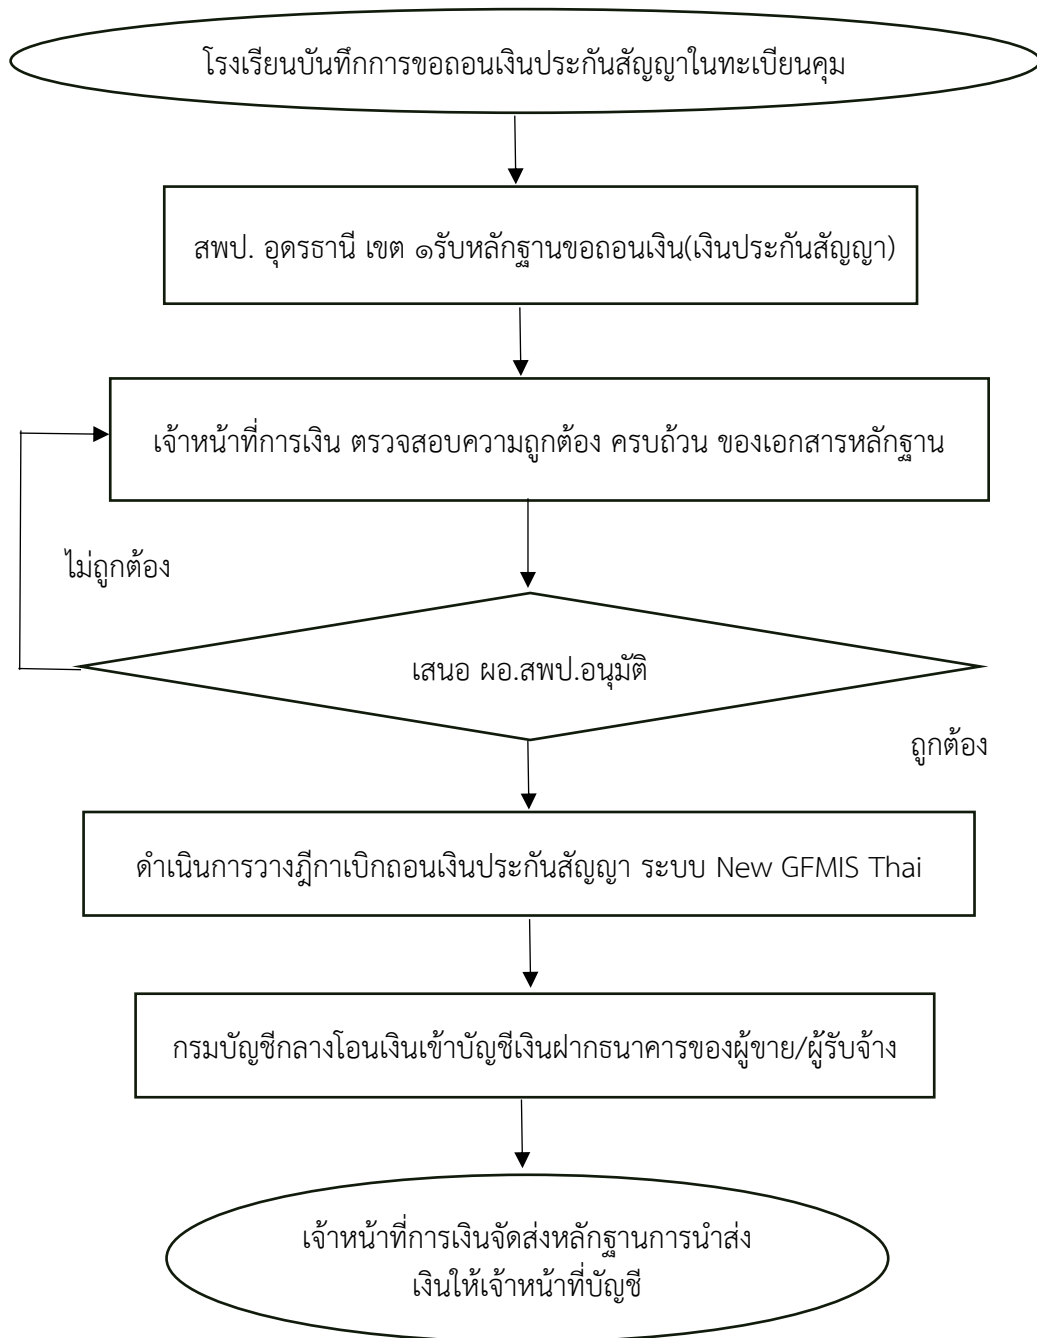 โรงเรียนบันทึกการขอถอนเงินประกันสัญญาในทะเบียนคุม
สพป. อุดรธานี เขต ๑รับหลักฐานขอถอนเงิน(เงินประกันสัญญา)
เจ้าหน้าที่การเงิน ตรวจสอบความถูกต้อง ครบถ้วน ของเอกสารหลักฐาน
ไม่ถูกต้อง
เสนอ ผอ.สพป.อนุมัติ
ถูกต้อง
ดำเนินการวางฎีกาเบิกถอนเงินประกันสัญญา ระบบ New GFMIS Thai
กรมบัญชีกลางโอนเงินเข้าบัญชีเงินฝากธนาคารของผู้ขาย/ผู้รับจ้าง
เจ้าหน้าที่การเงินจัดส่งหลักฐานการนำส่ง
เงินให้เจ้าหน้าที่บัญชี